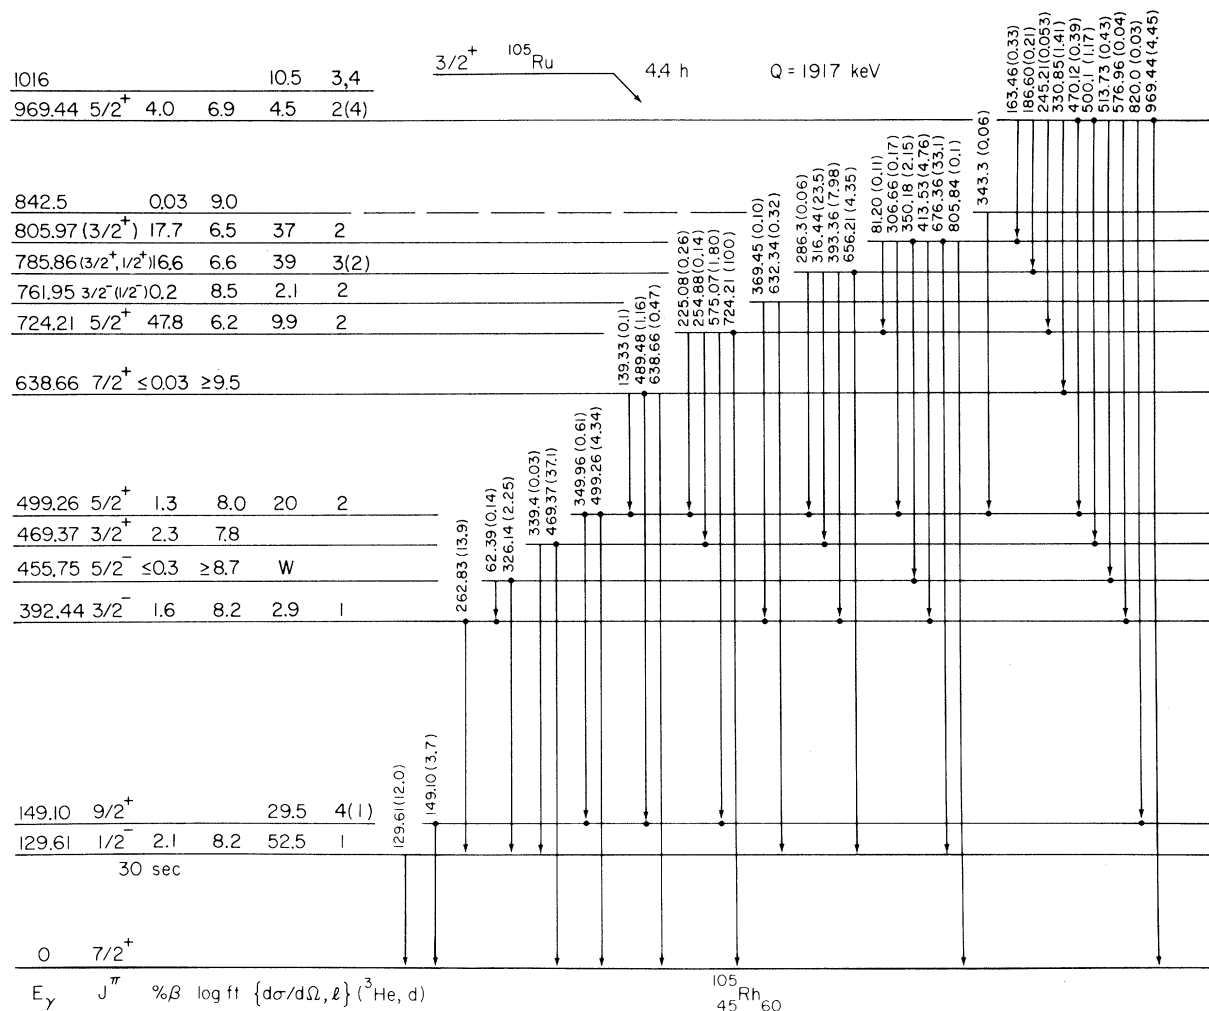 3/2⁺ ¹⁰⁵Ru 4.4 h Q = 1917 keV
1016 10.5 3,4
969.44 5/2⁺ 4.0 6.9 4.5 2(4)
842.5 0.03 9.0
805.97 (3/2⁺) 17.7 6.5 37 2
785.86 (3/2⁺, 1/2⁺) 16.6 6.6 39 3(2)
761.95 3/2⁻ (1/2⁻) 0.2 8.5 2.1 2
724.21 5/2⁺ 47.8 6.2 9.9 2
638.66 7/2⁺ ≤0.03 ≥9.5
499.26 5/2⁺ 1.3 8.0 20 2
469.37 3/2⁺ 2.3 7.8
455.75 5/2⁻ ≤0.3 ≥8.7 W
392.44 3/2⁻ 1.6 8.2 2.9 1
149.10 9/2⁺ 29.5 4(1)
129.61 1/2⁻ 2.1 8.2 52.5 1
30 sec
0 7/2⁺
E_γ J^π %β log ft {dσ/dΩ, ℓ} (³He, d)
¹⁰⁵₄₅Rh₆₀
129.61 (12.0)
149.10 (3.7)
262.83 (13.9)
62.39 (0.14)
326.14 (2.25)
339.4 (0.03)
469.37 (37.1)
349.96 (0.61)
499.26 (4.34)
139.33 (0.1)
489.48 (1.16)
638.66 (0.47)
225.08 (0.26)
254.88 (0.14)
575.07 (1.80)
724.21 (100)
369.45 (0.10)
632.34 (0.32)
286.3 (0.06)
316.44 (23.5)
393.36 (7.98)
656.21 (4.35)
81.20 (0.11)
306.66 (0.17)
350.18 (2.15)
413.53 (4.76)
676.36 (33.1)
805.84 (0.1)
343.3 (0.06)
163.46 (0.33)
186.60 (0.21)
245.21 (0.053)
330.85 (1.41)
470.12 (0.39)
500.1 (1.17)
513.73 (0.43)
576.96 (0.04)
820.0 (0.03)
969.44 (4.45)